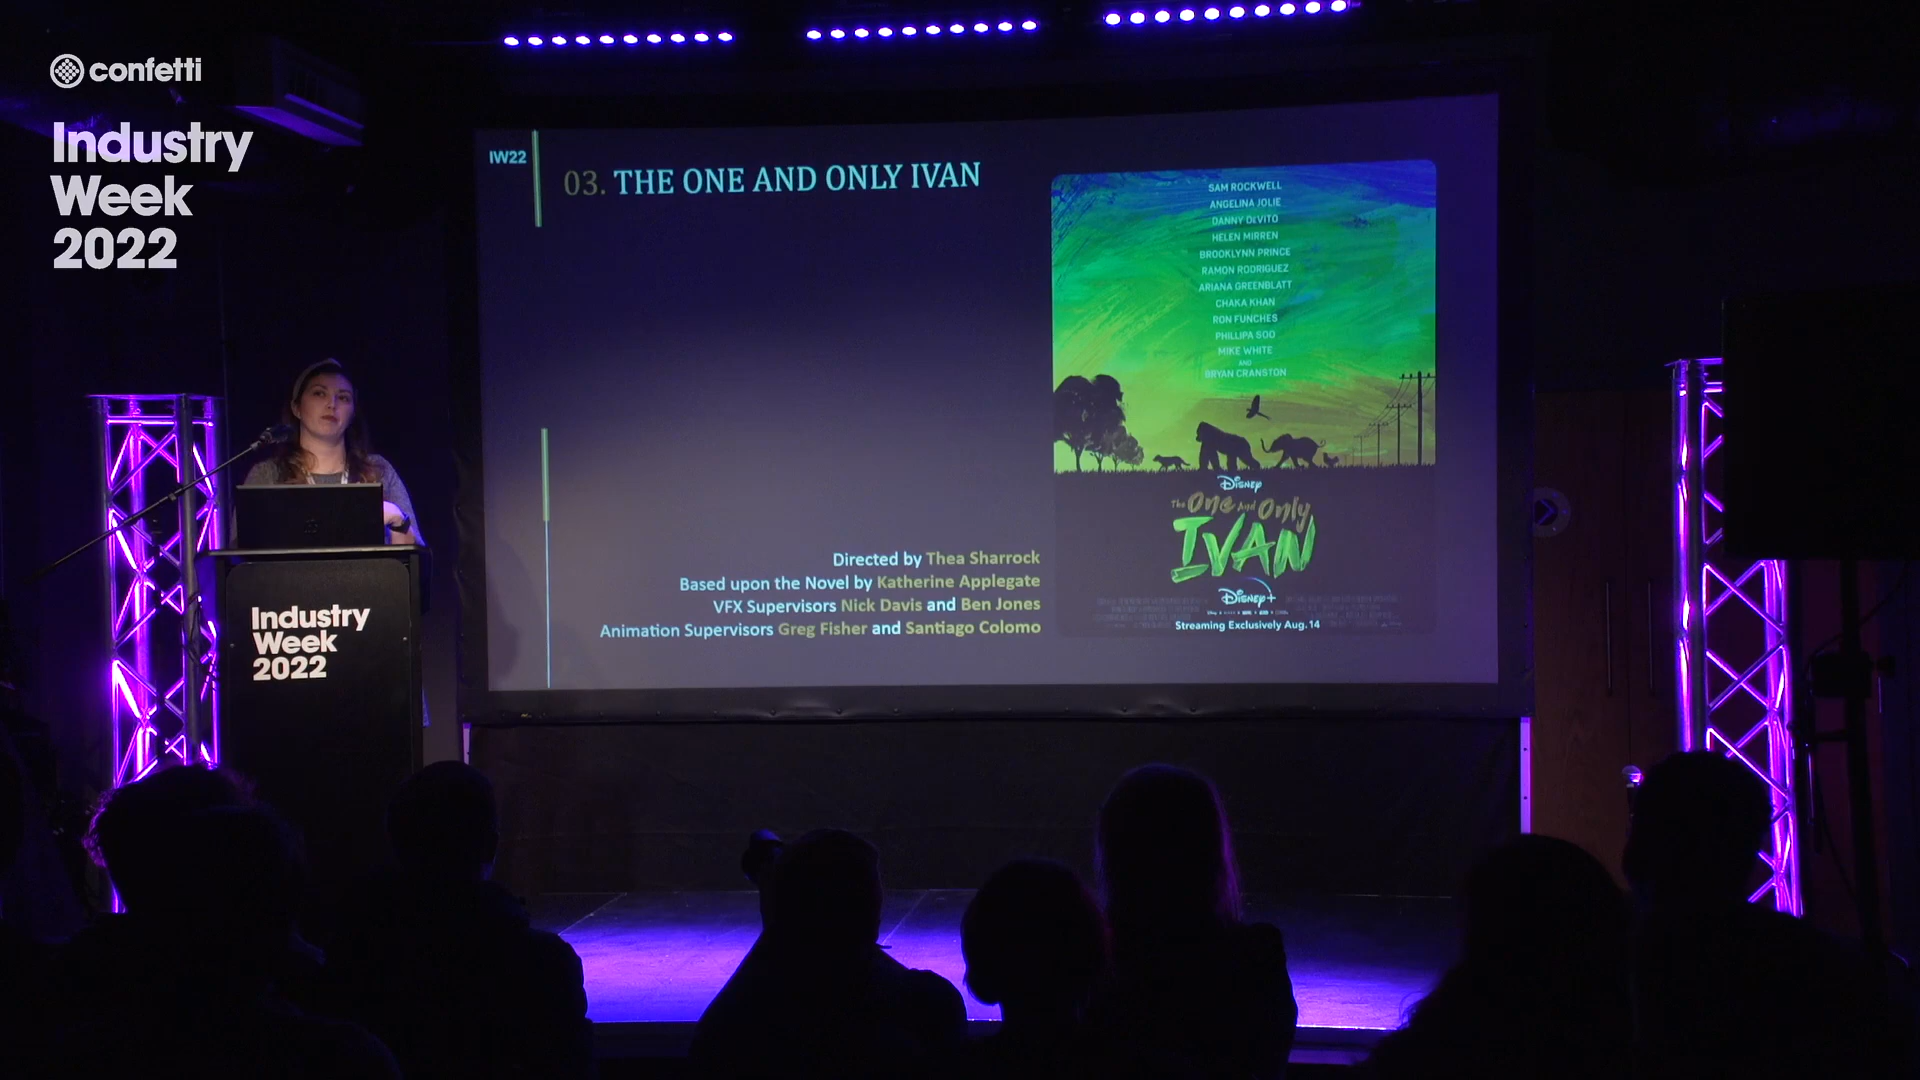 confetti
Industry
Week
2022
IW22
03. THE ONE AND ONLY IVAN
SAM ROCKWELL
ANGELINA JOLIE
DANNY DEVITO
HELEN MIRREN
BROOKLYNN PRINCE
RAMON RODRIGUEZ
ARIANA GREENBLATT
CHAKA KHAN
RON FUNCHES
PHILLIPA SOO
MIKE WHITE
AND
BRYAN CRANSTON
Disney
The One And Only
IVAN
Disney+
Streaming Exclusively Aug. 14
Directed by Thea Sharrock
Based upon the Novel by Katherine Applegate
VFX Supervisors Nick Davis and Ben Jones
Animation Supervisors Greg Fisher and Santiago Colomo
Industry
Week
2022